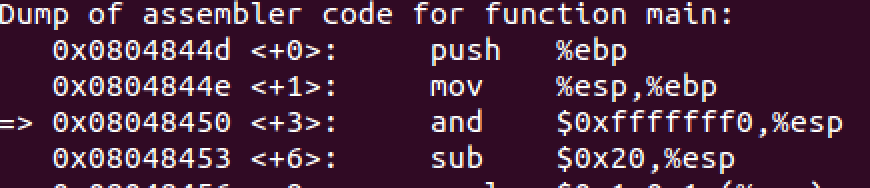 Dump of assembler code for function main:
0x0804844d <+0>: push %ebp
0x0804844e <+1>: mov %esp,%ebp
=> 0x08048450 <+3>: and $0xfffffff0,%esp
0x08048453 <+6>: sub $0x20,%esp